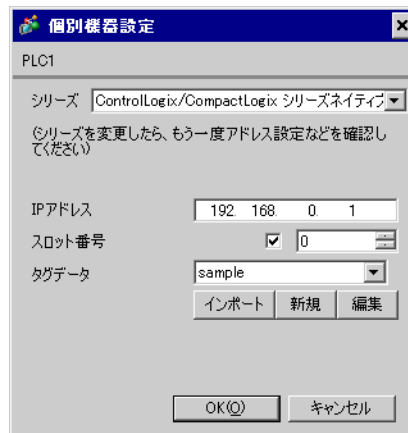 個別機器設定
PLC1
シリーズ ControlLogix/CompactLogix シリーズネイティブ
(シリーズを変更したら、もう一度アドレス設定などを確認し
てください)
IPアドレス 192. 168. 0. 1
スロット番号 0
タグデータ sample
インポート 新規 編集
OK(O) キャンセル